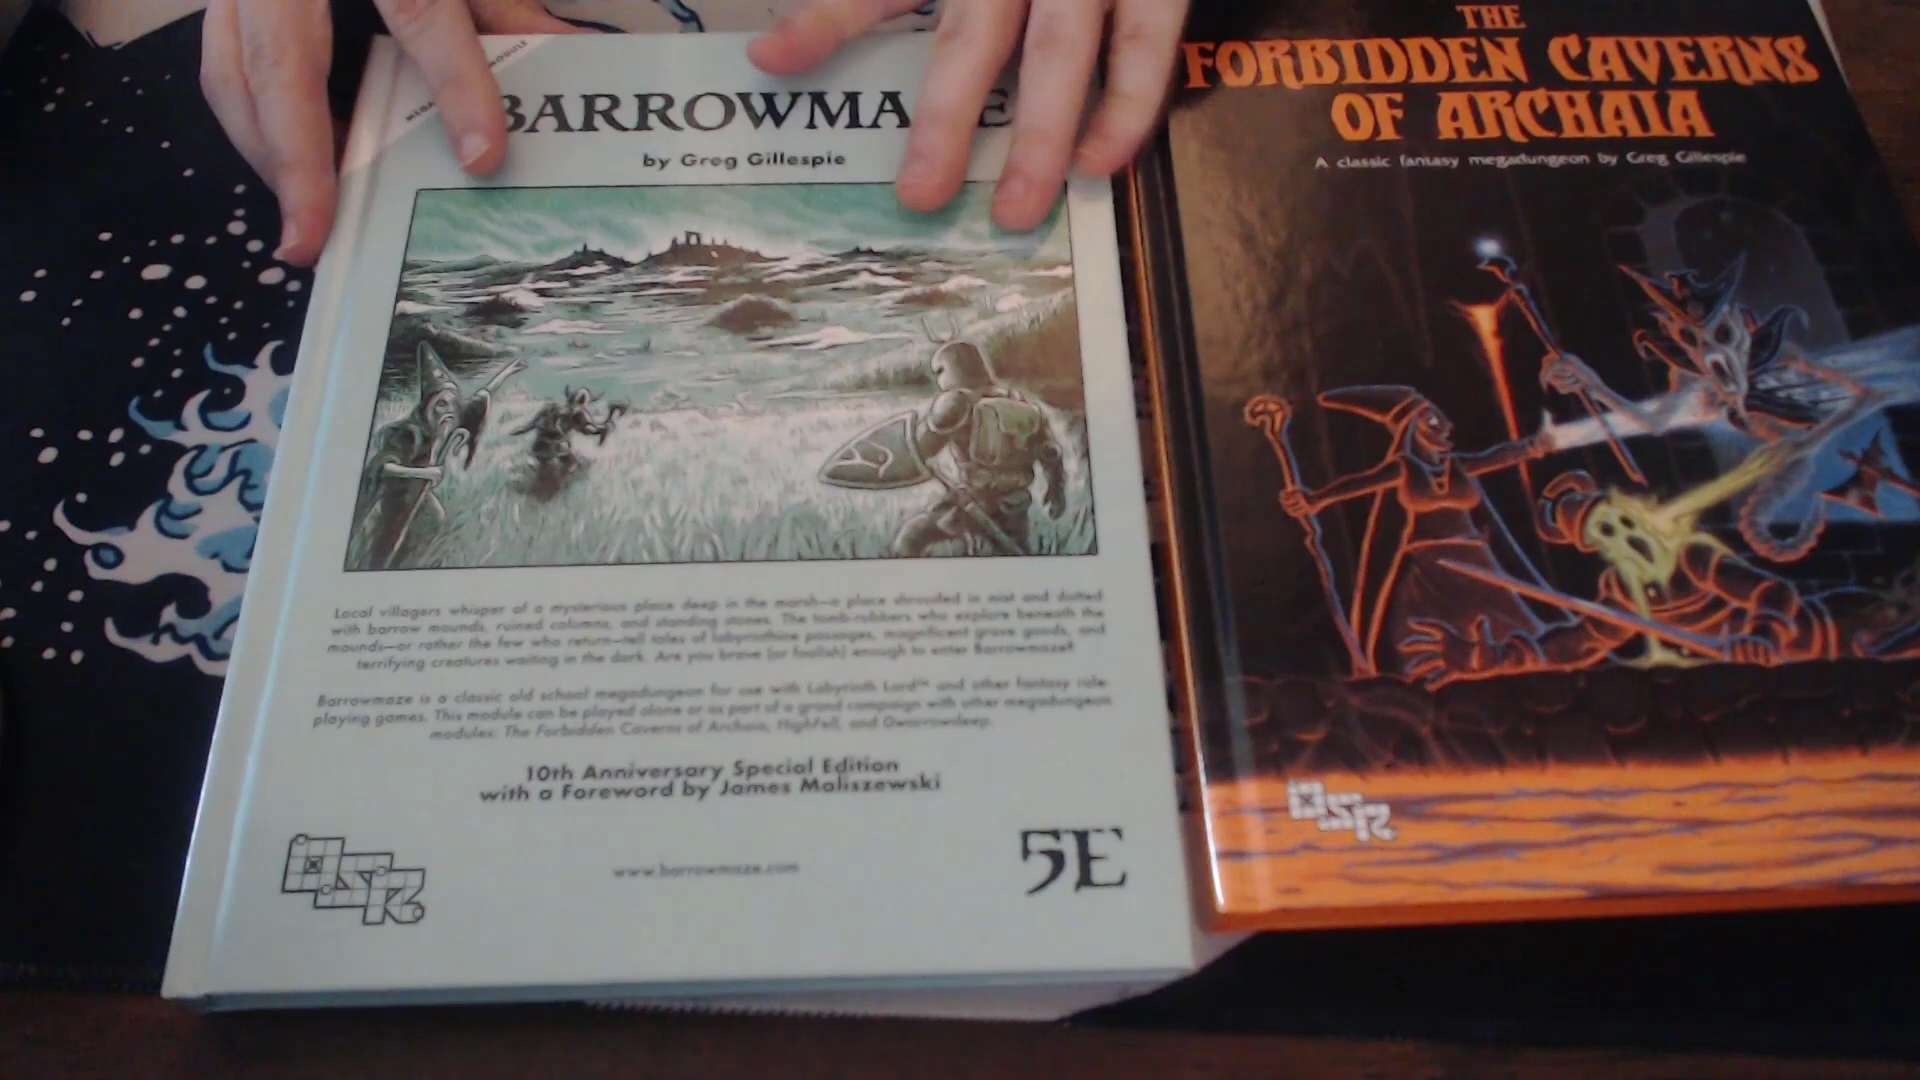 MODULE
MEGA
BARROWMAZE
by Greg Gillespie
Local villagers whisper of a mysterious place deep in the marsh—a place shrouded in mist and dotted
with barrow mounds, ruined columns, and standing stones. The tomb-robbers who explore beneath the
mounds—or rather the few who return—tell tales of labyrinthine passages, magnificent grave goods, and
terrifying creatures waiting in the dark. Are you brave (or foolish) enough to enter Barrowmaze?
Barrowmaze is a classic old school megadungeon for use with Labyrinth Lord™ and other fantasy role-
playing games. This module can be played alone or as part of a grand campaign with other megadungeon
modules: The Forbidden Caverns of Archaia, HighFell, and Dwarrowdeep.
10th Anniversary Special Edition
with a Foreword by James Maliszewski
OSR
www.barrowmaze.com
5E
THE
FORBIDDEN CAVERNS
OF ARCHAIA
A classic fantasy megadungeon by Greg Gillespie
OSR